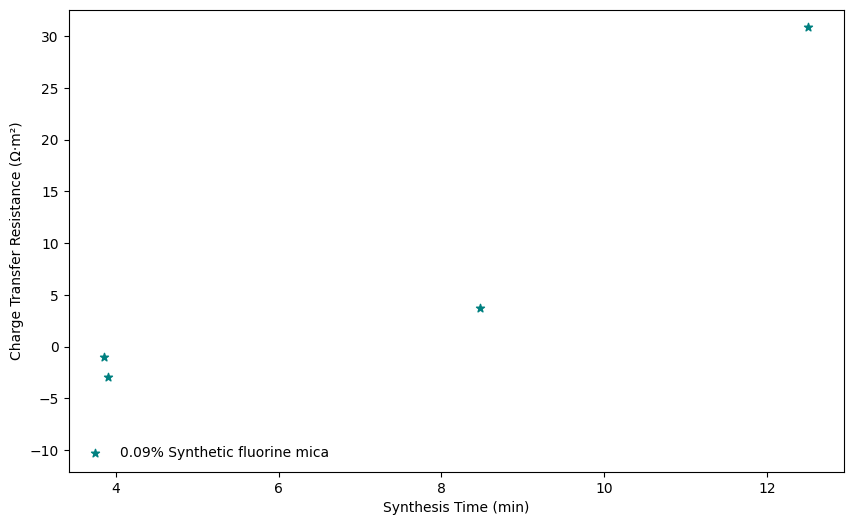 30
25
20
15
10
5
0
−5
−10
Charge Transfer Resistance (Ω·m²)
0.09% Synthetic fluorine mica
4 6 8 10 12
Synthesis Time (min)